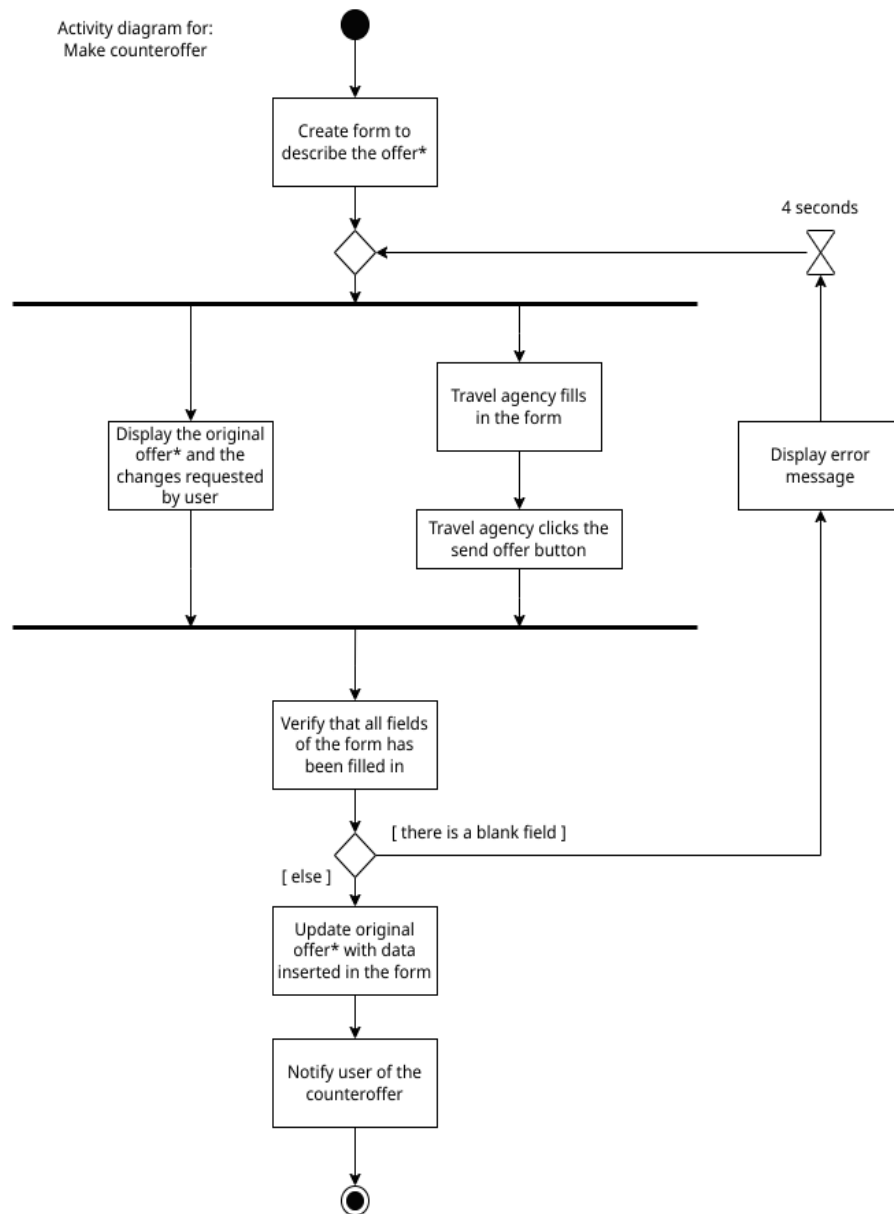 Activity diagram for:
Make counteroffer
Create form to
describe the offer*
4 seconds
Travel agency fills
in the form
Display the original
offer* and the
changes requested
by user
Display error
message
Travel agency clicks the
send offer button
Verify that all fields
of the form has
been filled in
[ there is a blank field ]
[ else ]
Update original
offer* with data
inserted in the form
Notify user of the
counteroffer